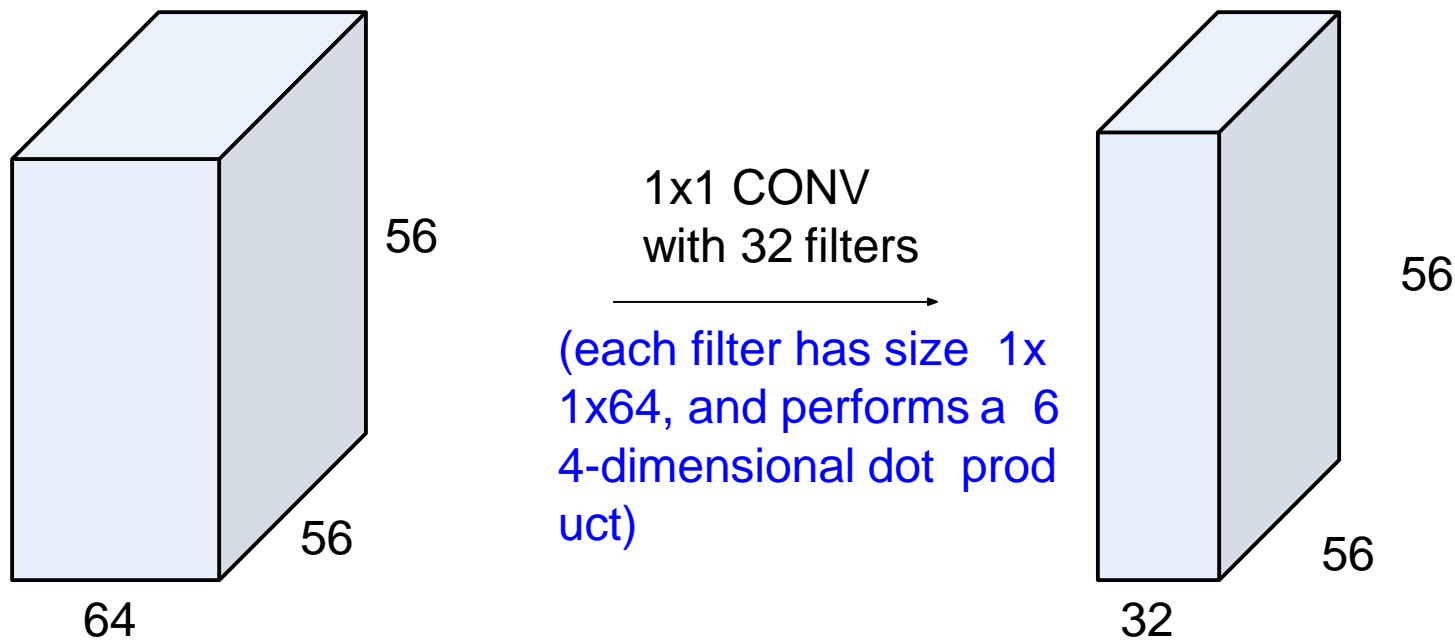 56
56
64
1x1 CONV
with 32 filters
(each filter has size 1x
1x64, and performs a 6
4-dimensional dot prod
uct)
56
56
32